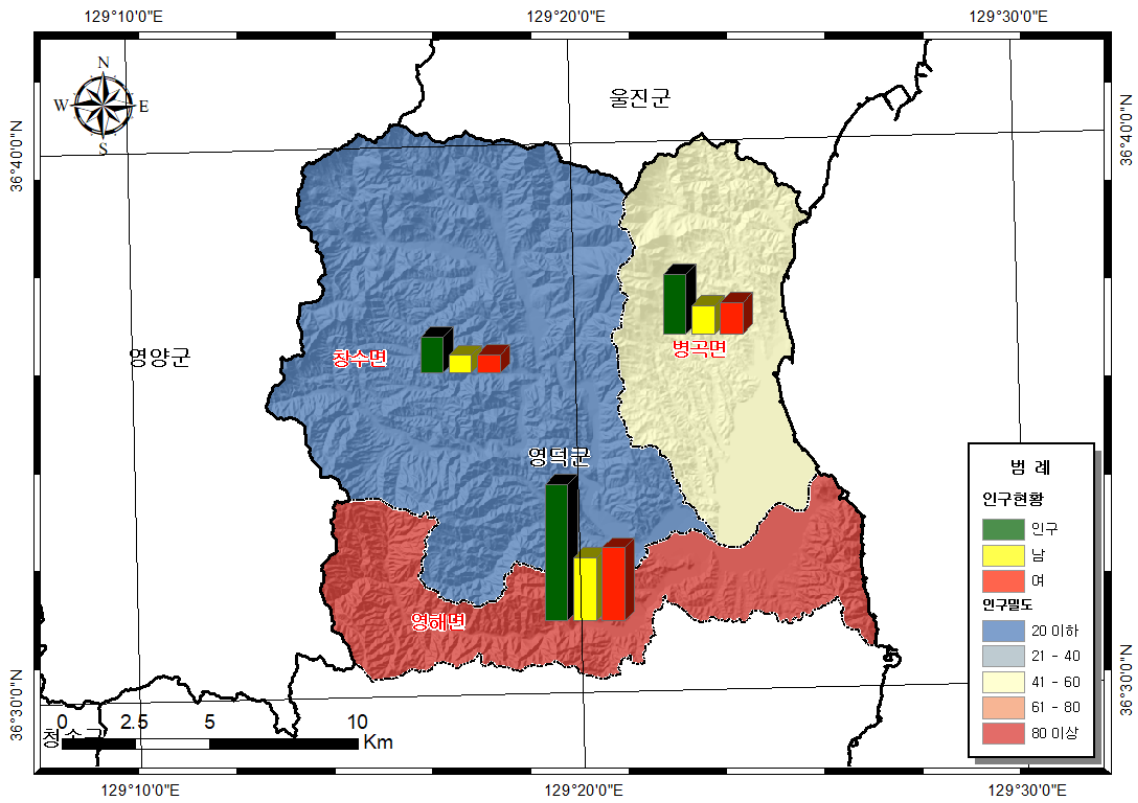 129°10'0"E 129°20'0"E 129°30'0"E
N
W E
S
36°40'0"N
36°40'0"N
울진군
영양군
창수면
병곡면
영덕군
영해면
36°30'0"N
36°30'0"N
청송군
0 2.5 5 10
Km
범 례
인구현황
인구
남
여
인구밀도
20 이하
21 - 40
41 - 60
61 - 80
80 이상
129°10'0"E 129°20'0"E 129°30'0"E